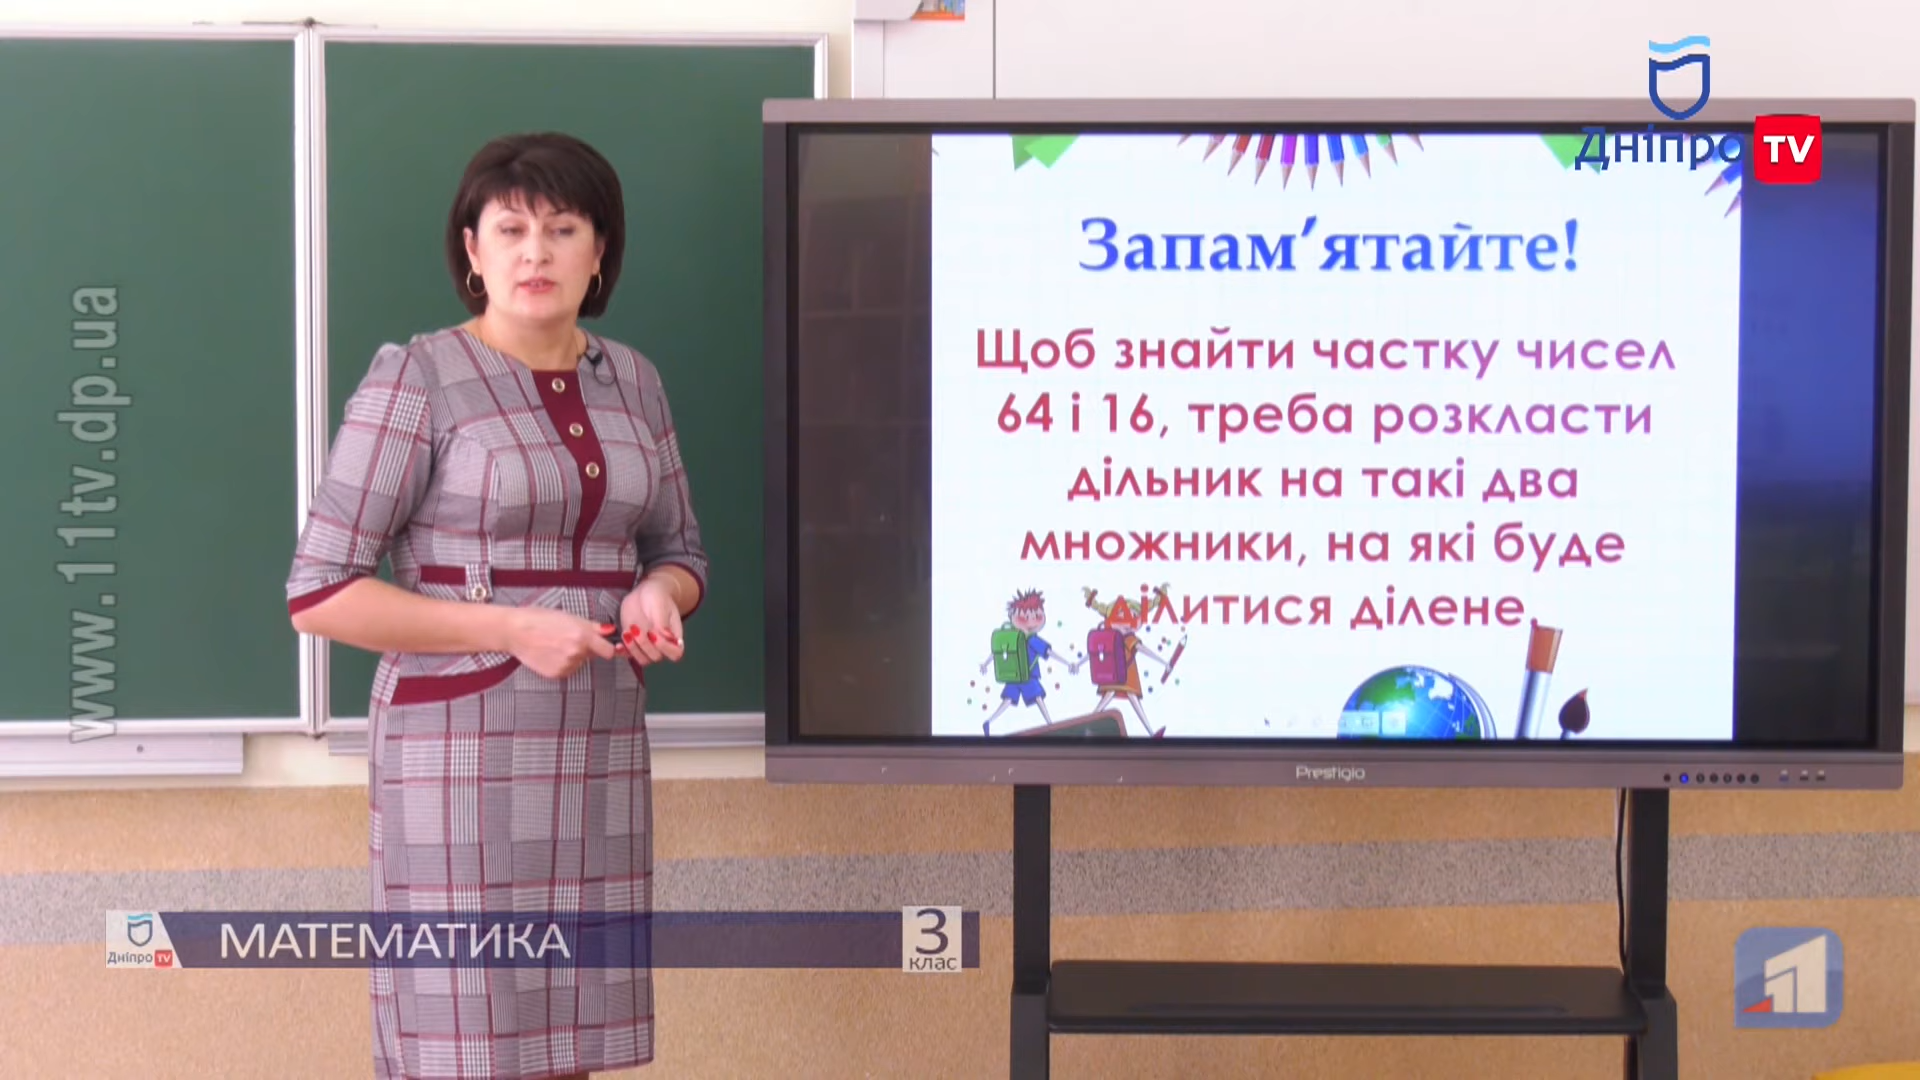 Дніпро TV
Запам'ятайте!
Щоб знайти частку чисел
64 і 16, треба розкласти
дільник на такі два
множники, на які буде
ділитися ділене.
Prestigio
www.11tv.dp.ua
Дніпро TV
МАТЕМАТИКА
3
клас
11